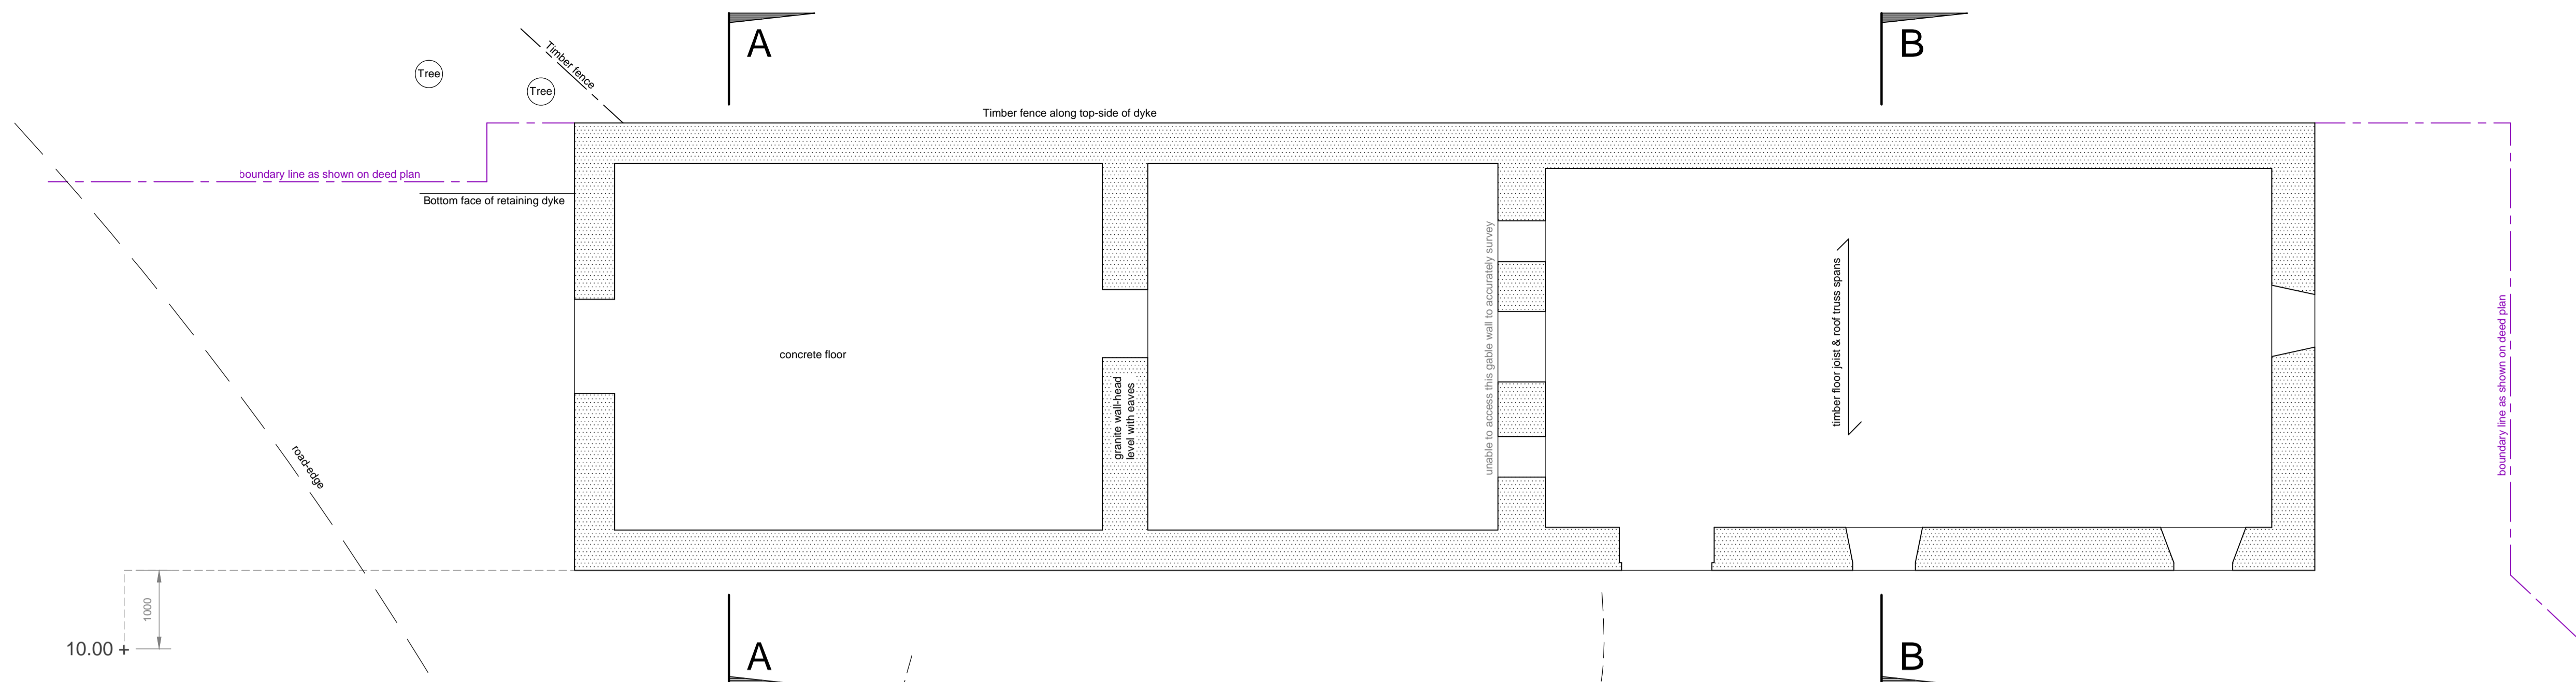 A
B
Timber fence
Tree
Tree
Timber fence along top-side of dyke
boundary line as shown on deed plan
Bottom face of retaining dyke
concrete floor
granite wall-head
level with eaves
unable to access this gable wall to accurately survey
timber floor joist & roof truss spans
boundary line as shown on deed plan
road-edge
1000
10.00 +
A
B